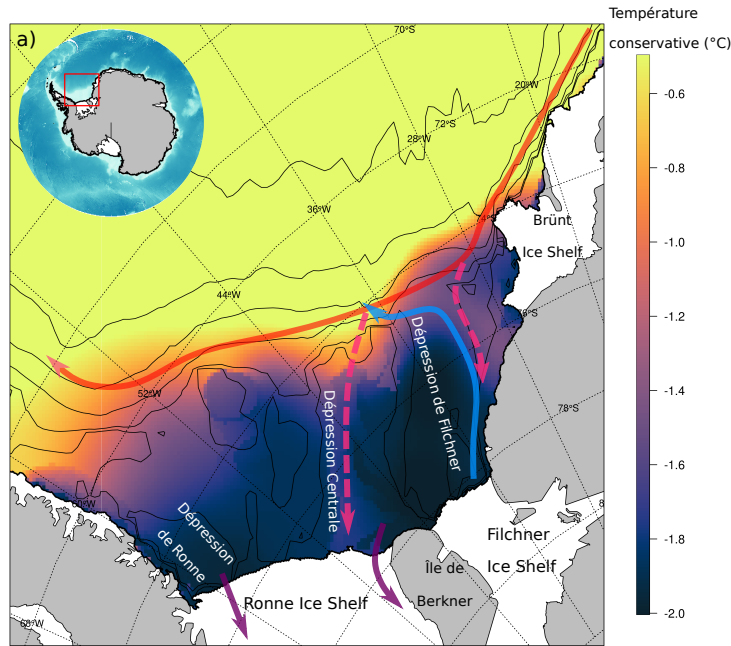 Température
conservative (°C)
a)
70°S
20°W
72°S
28°W
36°W
74°S
Brünt
Ice Shelf
44°W
76°S
52°W
78°S
Dépression de Filchner
Dépression Centrale
60°W
Dépression
de Ronne
Filchner
Ice Shelf
Île de
Berkner
Ronne Ice Shelf
68°W
-0.6
-0.8
-1.0
-1.2
-1.4
-1.6
-1.8
-2.0